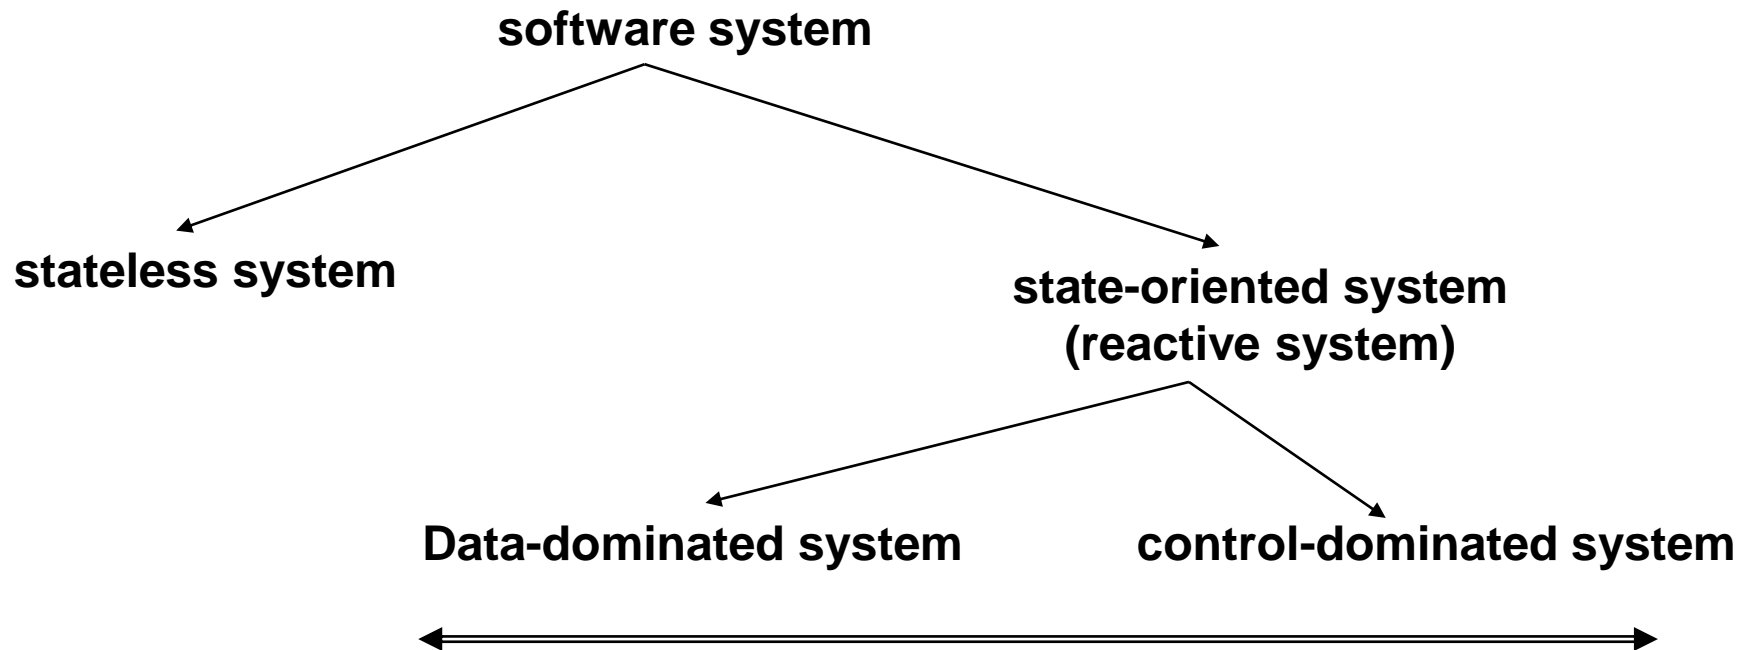 software system
stateless system
state-oriented system
(reactive system)
Data-dominated system
control-dominated system